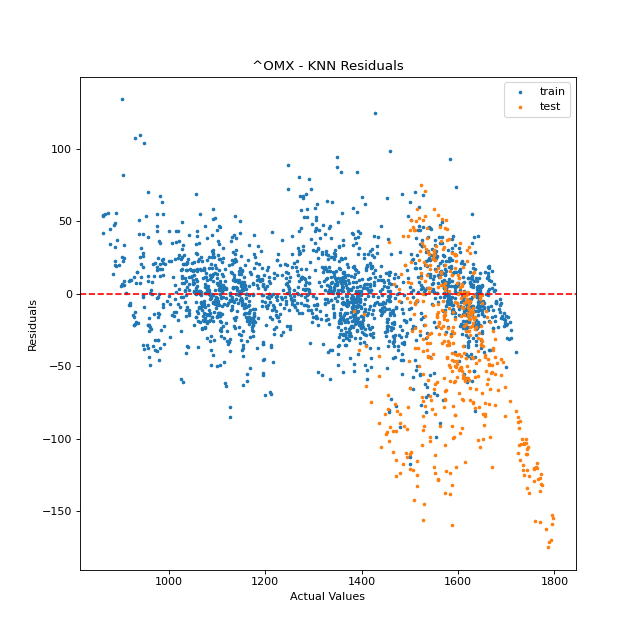 ^OMX - KNN Residuals
train
test
100
50
0
−50
−100
−150
Residuals
1000 1200 1400 1600 1800
Actual Values